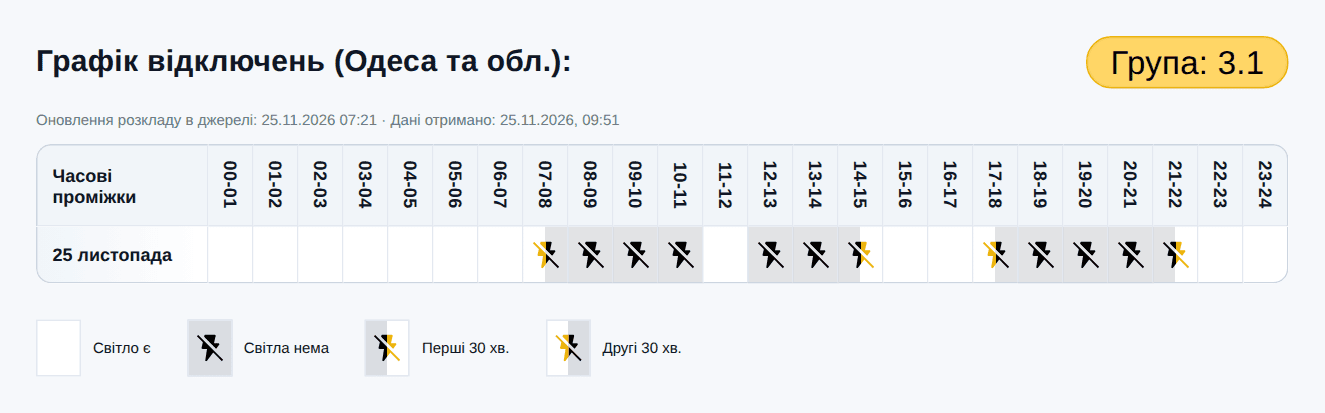 Графік відключень (Одеса та обл.):
Група: 3.1
Оновлення розкладу в джерелі: 25.11.2026 07:21 · Дані отримано: 25.11.2026, 09:51
Часові
проміжки
00-01
01-02
02-03
03-04
04-05
05-06
06-07
07-08
08-09
09-10
10-11
11-12
12-13
13-14
14-15
15-16
16-17
17-18
18-19
19-20
20-21
21-22
22-23
23-24
25 листопада
Світло є
Світла нема
Перші 30 хв.
Другі 30 хв.